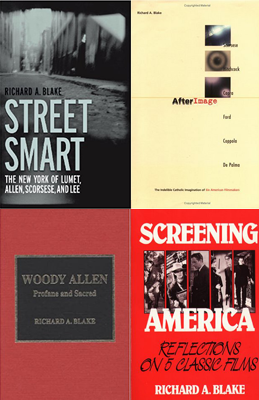 RICHARD A. BLAKE
STREET
SMART
THE NEW YORK OF LUMET,
ALLEN, SCORSESE, AND LEE
Richard A. Blake
AfterImage
Scorsese
Hitchcock
Capra
Ford
Coppola
De Palma
The Indelible Catholic Imagination of Six American Filmmakers
WOODY ALLEN
Profane and Sacred
RICHARD A. BLAKE
SCREENING
AMERICA
REFLECTIONS
ON 5 CLASSIC FILMS
RICHARD A. BLAKE